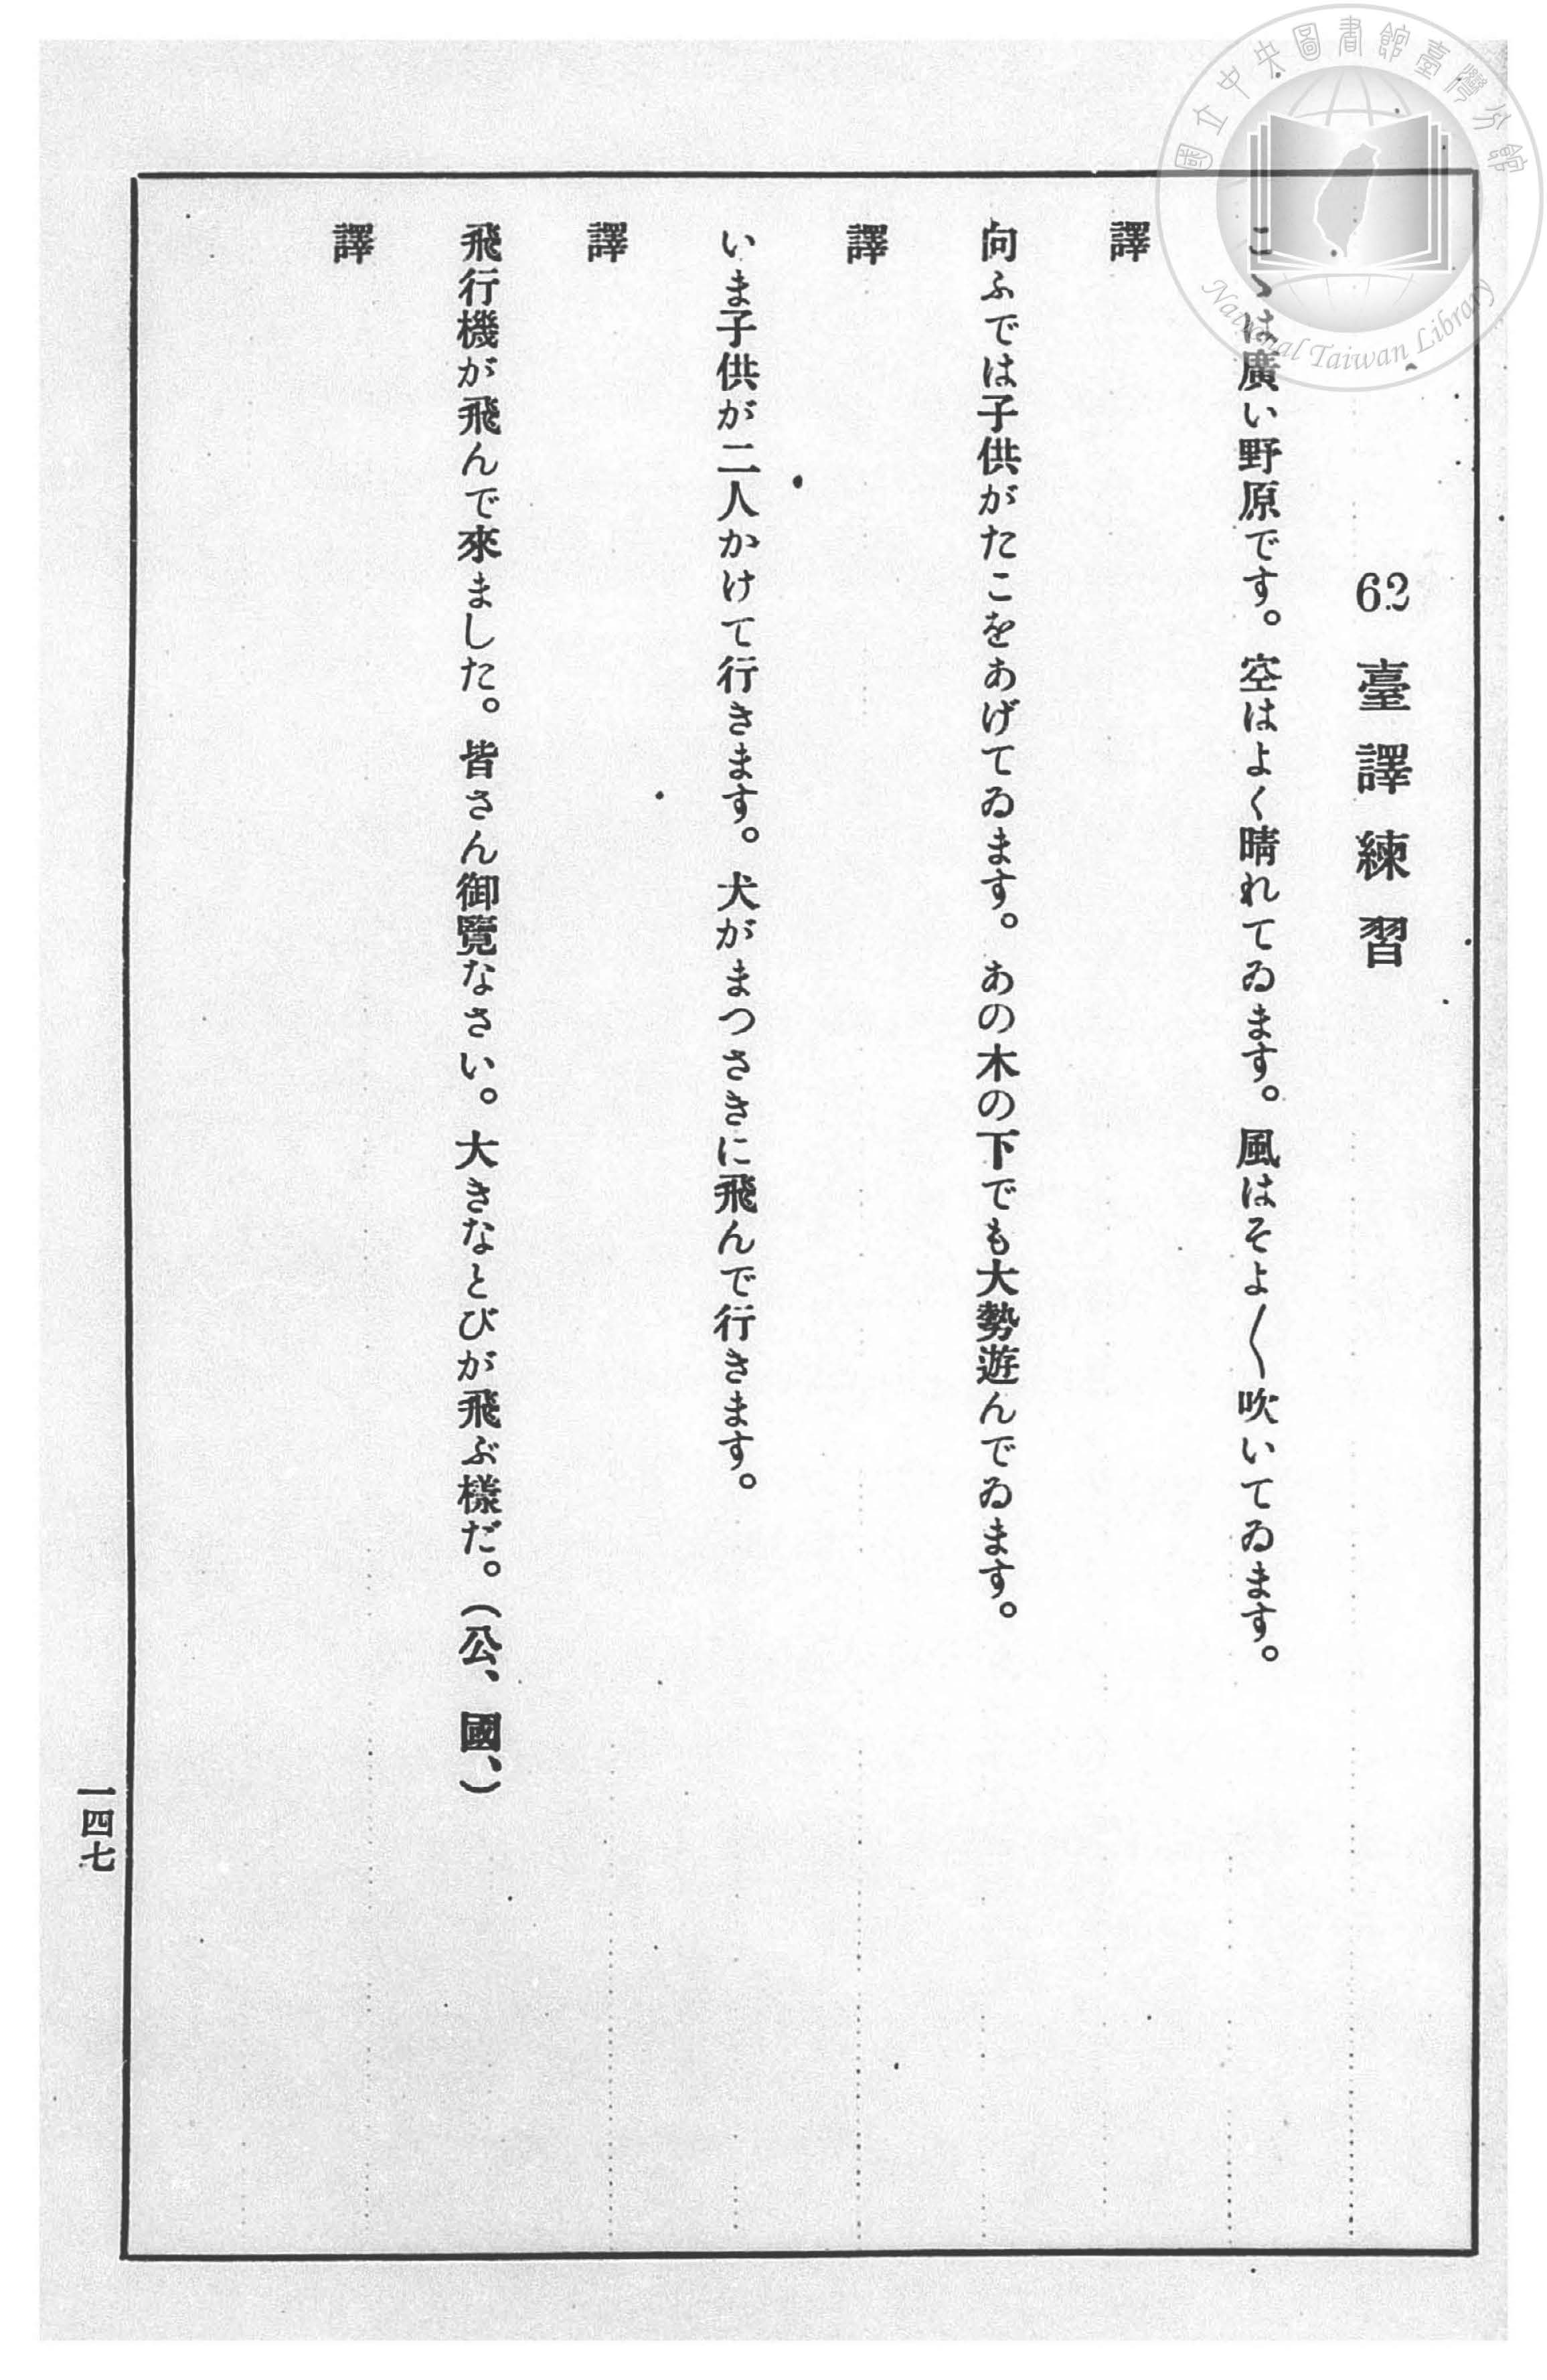 國立中央圖書館臺灣分館
National Taiwan Library
62 臺譯練習
こゝは廣い野原です。空はよく晴れてゐます。風はそよ〱吹いてゐます。
譯
向ふでは子供がたこをあげてゐます。あの木の下でも大勢遊んでゐます。
譯
いま子供が二人かけて行きます。犬がまつさきに飛んで行きます。
譯
飛行機が飛んで來ました。皆さん御覽なさい。大きなとびが飛ぶ樣だ。(公、國、)
譯
一四七